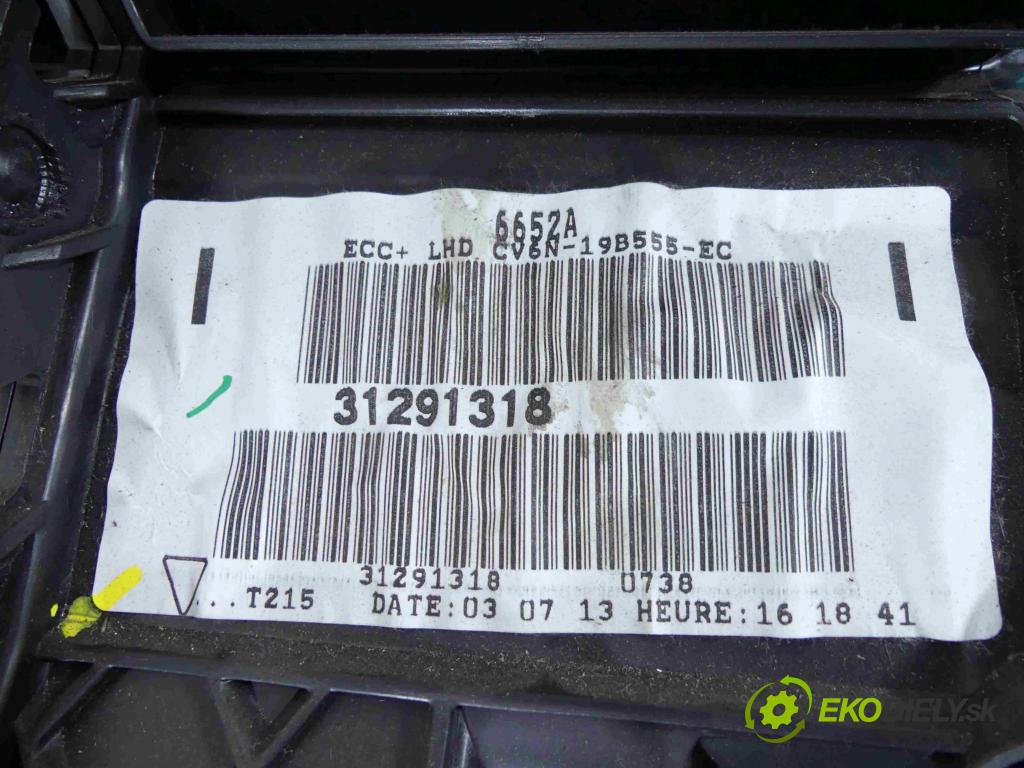 6652A
ECC+ LHD CV6N-19B555-EC
31291318
31291318 0738
...T215 DATE:03 07 13 HEURE:16 18 41
EKODIELY.sk